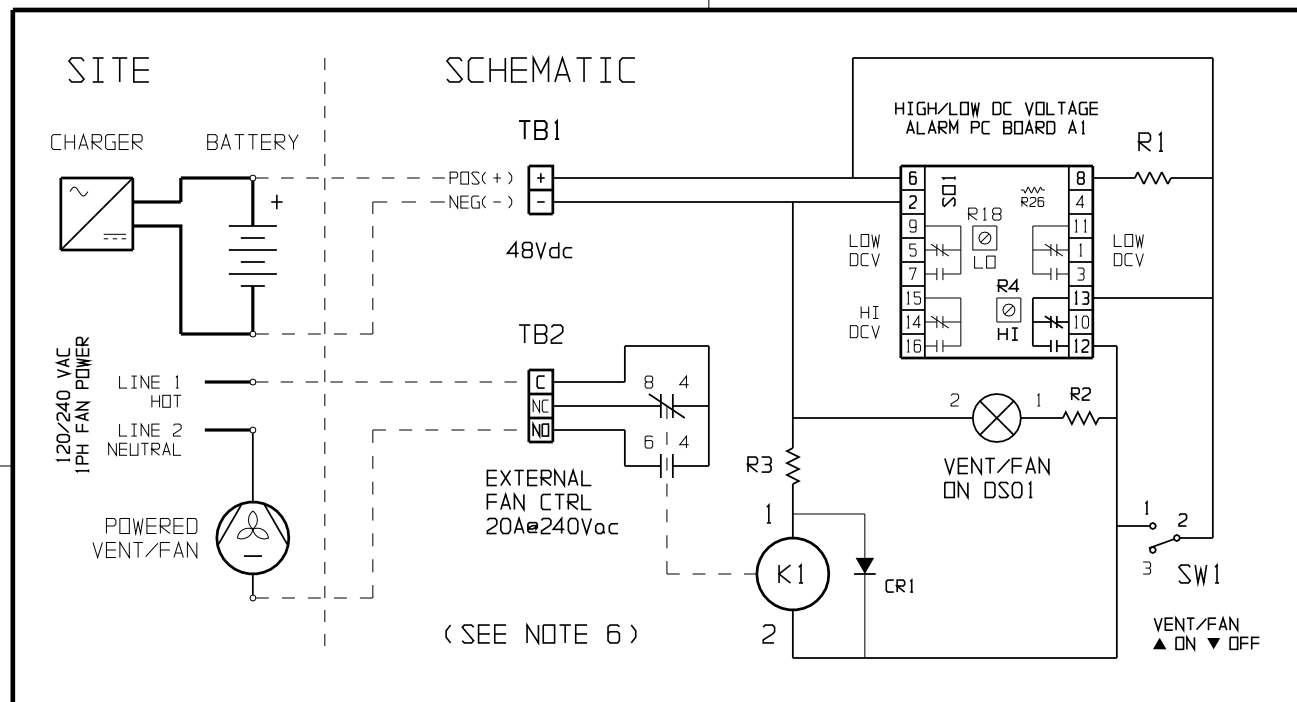 SITE
SCHEMATIC
CHARGER
BATTERY
+
120/240 VAC
1PH FAN POWER
LINE 1
HOT
LINE 2
NEUTRAL
POWERED
VENT/FAN
TB1
POS(+)
NEG(-)
+
-
48Vdc
TB2
C
NC
NO
8 4
6 4
EXTERNAL
FAN CTRL
20A@240Vac
(SEE NOTE 6)
HIGH/LOW DC VOLTAGE
ALARM PC BOARD A1
R1
6
2
9
5
7
15
14
16
SO1
R26
R18
LO
R4
HI
8
4
11
1
3
13
10
12
LOW
DCV
HI
DCV
LOW
DCV
2
1
R2
VENT/FAN
ON DS01
R3
1
K1
2
CR1
1
2
3
SW1
VENT/FAN
▲ ON ▼ OFF